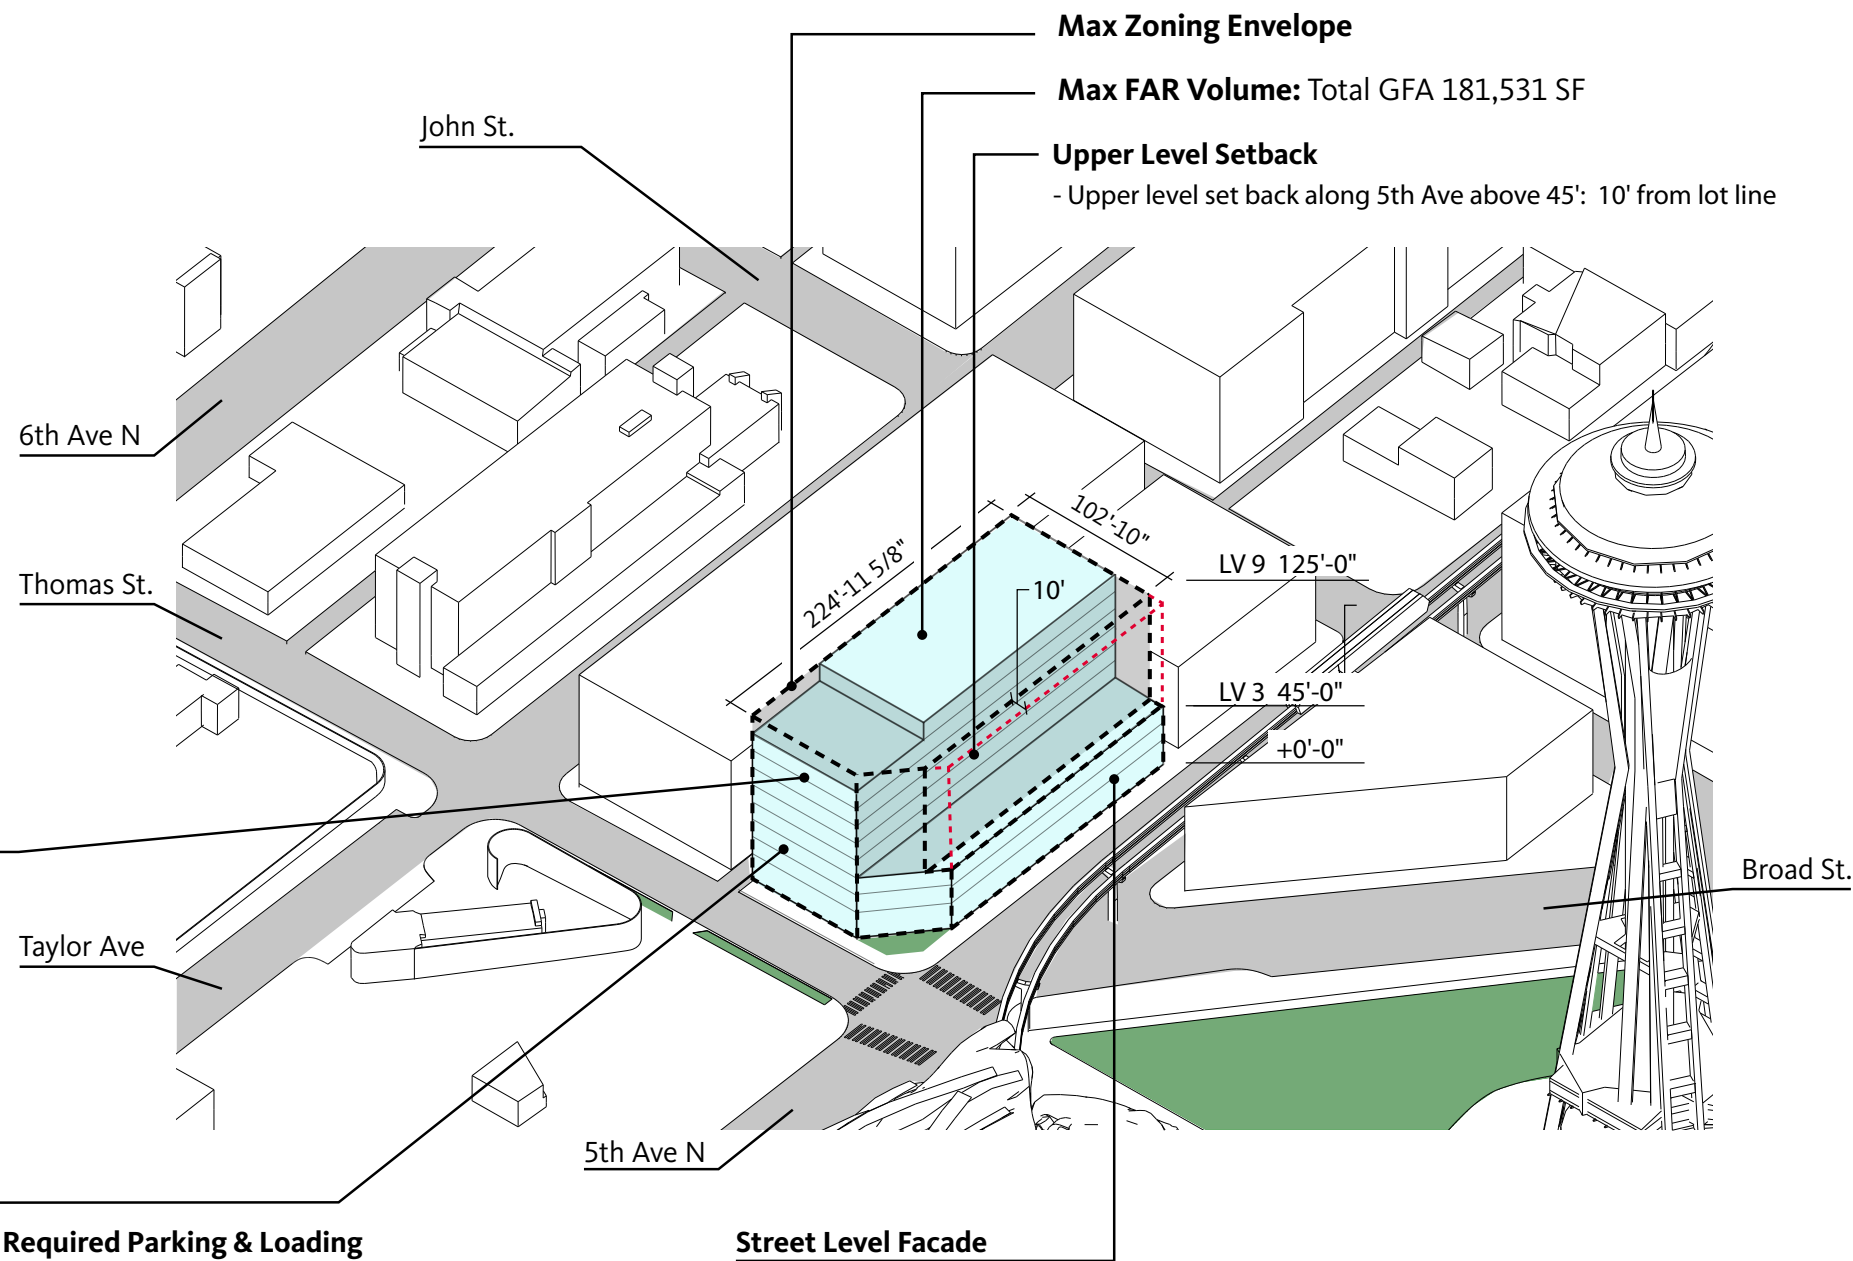 Max Zoning Envelope
Max FAR Volume: Total GFA 181,531 SF
John St.
Upper Level Setback
- Upper level set back along 5th Ave above 45': 10' from lot line
6th Ave N
102'-10"
224'-11 5/8"
LV 9 125'-0"
10'
Thomas St.
LV 3 45'-0"
+0'-0"
Broad St.
Taylor Ave
5th Ave N
Required Parking & Loading
Street Level Facade